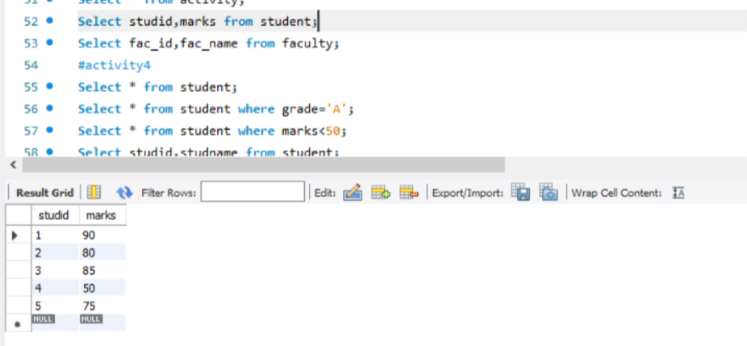 Select * from activity;
52 Select studid,marks from student;
53 Select fac_id,fac_name from faculty;
54 #activity4
55 Select * from student;
56 Select * from student where grade='A';
57 Select * from student where marks<50;
58 Select studid,studname from student;
Result Grid Filter Rows: Edit: Export/Import: Wrap Cell Content:
studid marks
1 90
2 80
3 85
4 50
5 75
NULL NULL